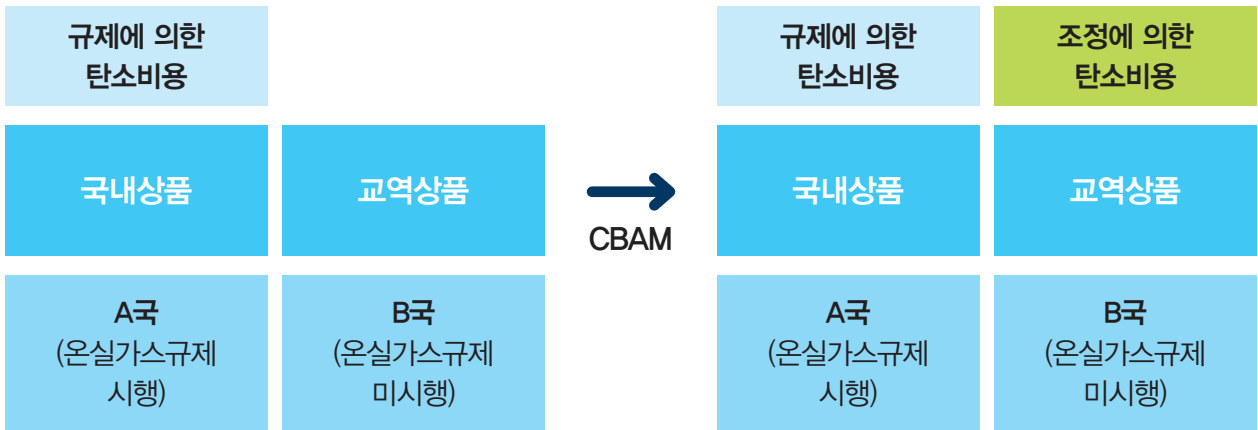 규제에 의한
탄소비용
국내상품
교역상품
A국
(온실가스규제
시행)
B국
(온실가스규제
미시행)
CBAM
규제에 의한
탄소비용
조정에 의한
탄소비용
국내상품
교역상품
A국
(온실가스규제
시행)
B국
(온실가스규제
미시행)